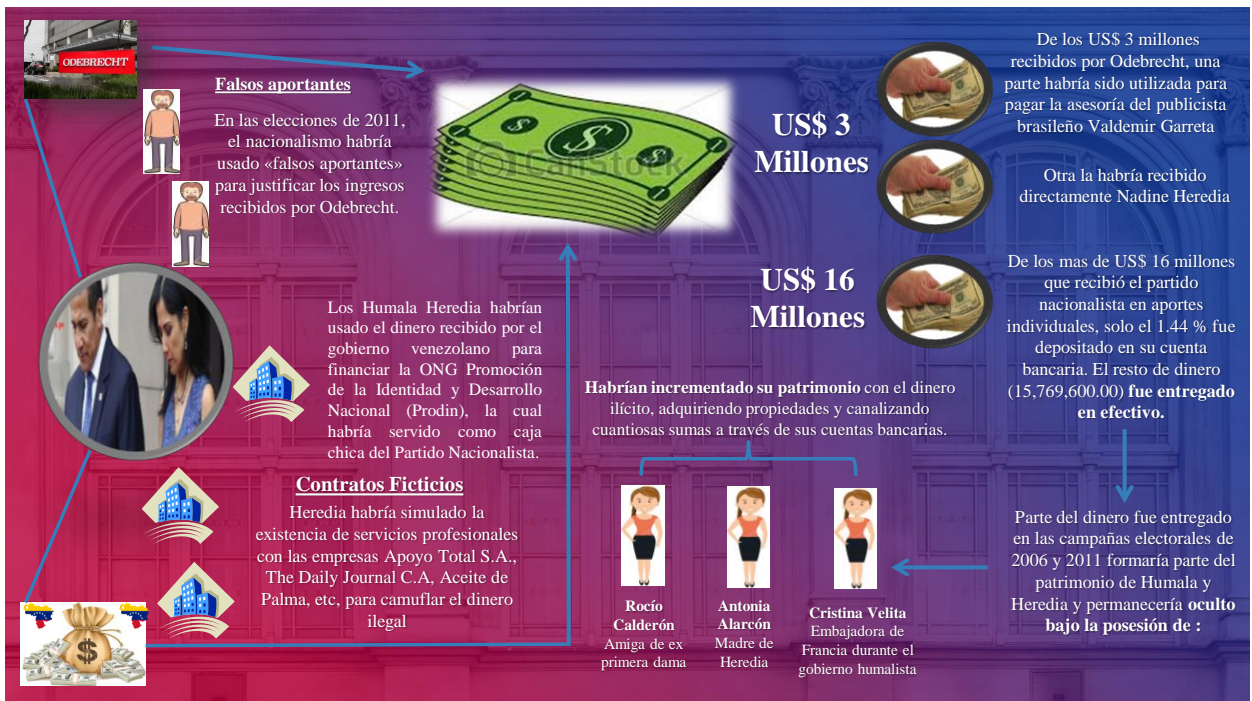 ODEBRECHT
Falsos aportantes
En las elecciones de 2011,
el nacionalismo habría
usado «falsos aportantes»
para justificar los ingresos
recibidos por Odebrecht.
CanStock
US$ 3
Millones
De los US$ 3 millones
recibidos por Odebrecht, una
parte habría sido utilizada para
pagar la asesoría del publicista
brasileño Valdemir Garreta
Otra la habría recibido
directamente Nadine Heredia
US$ 16
Millones
De los mas de US$ 16 millones
que recibió el partido
nacionalista en aportes
individuales, solo el 1.44 % fue
depositado en su cuenta
bancaria. El resto de dinero
(15,769,600.00) fue entregado
en efectivo.
Los Humala Heredia habrían
usado el dinero recibido por el
gobierno venezolano para
financiar la ONG Promoción
de la Identidad y Desarrollo
Nacional (Prodin), la cual
habría servido como caja
chica del Partido Nacionalista.
Contratos Ficticios
Heredia habría simulado la
existencia de servicios profesionales
con las empresas Apoyo Total S.A.,
The Daily Journal C.A, Aceite de
Palma, etc, para camuflar el dinero
ilegal
Habrían incrementado su patrimonio con el dinero
ilícito, adquiriendo propiedades y canalizando
cuantiosas sumas a través de sus cuentas bancarias.
Parte del dinero fue entregado
en las campañas electorales de
2006 y 2011 formaría parte del
patrimonio de Humala y
Heredia y permanecería oculto
bajo la posesión de :
Rocío
Calderón
Amiga de ex
primera dama
Antonia
Alarcón
Madre de
Heredia
Cristina Velita
Embajadora de
Francia durante el
gobierno humalista